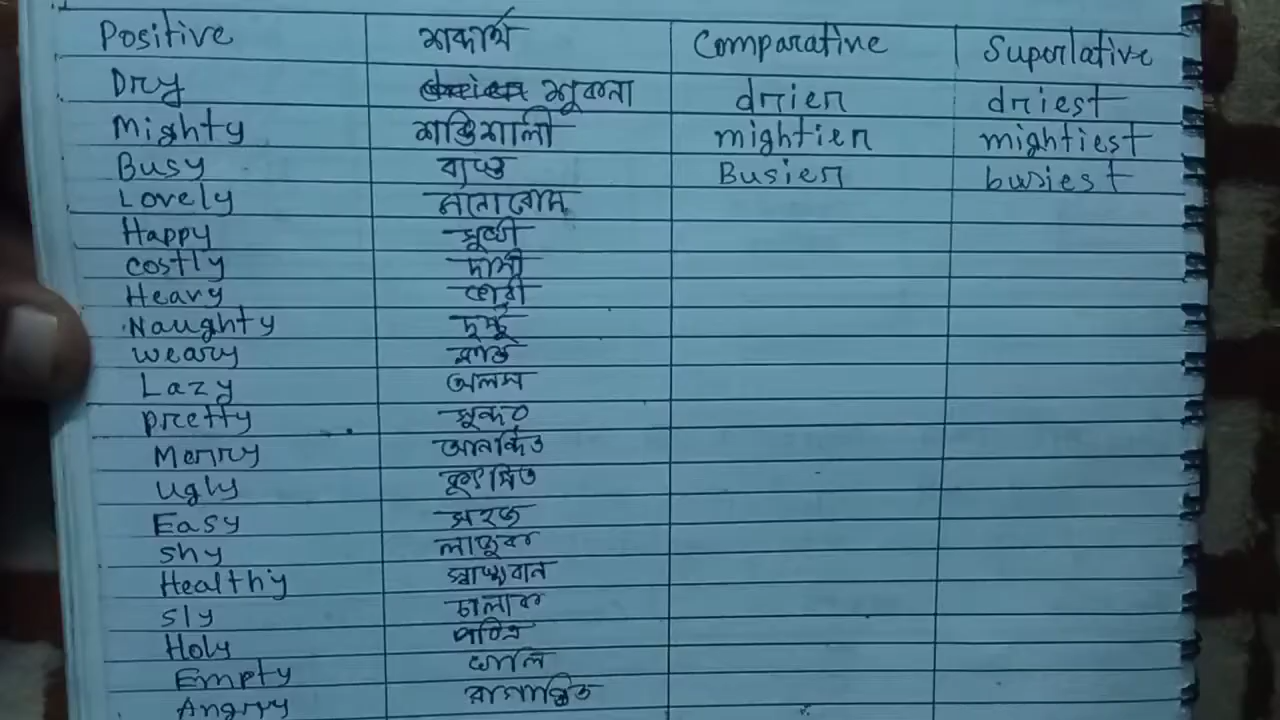 Positive শব্দার্থ Comparative Superlative
Dry শুকনা drier driest
Mighty শক্তিশালী mightier mightiest
Busy ব্যস্ত Busier busiest
Lovely মনোরোম
Happy সুখী
costly দামী
Heavy ভারী
Naughty দুষ্টু
weary ক্লান্ত
Lazy অলস
pretty সুন্দর
Merry আনন্দিত
ugly কুৎসিত
Easy সহজ
shy লাজুক
Healthy স্বাস্থ্যবান
sly চালাক
Holy পবিত্র
Empty খালি
Angry রাগান্বিত